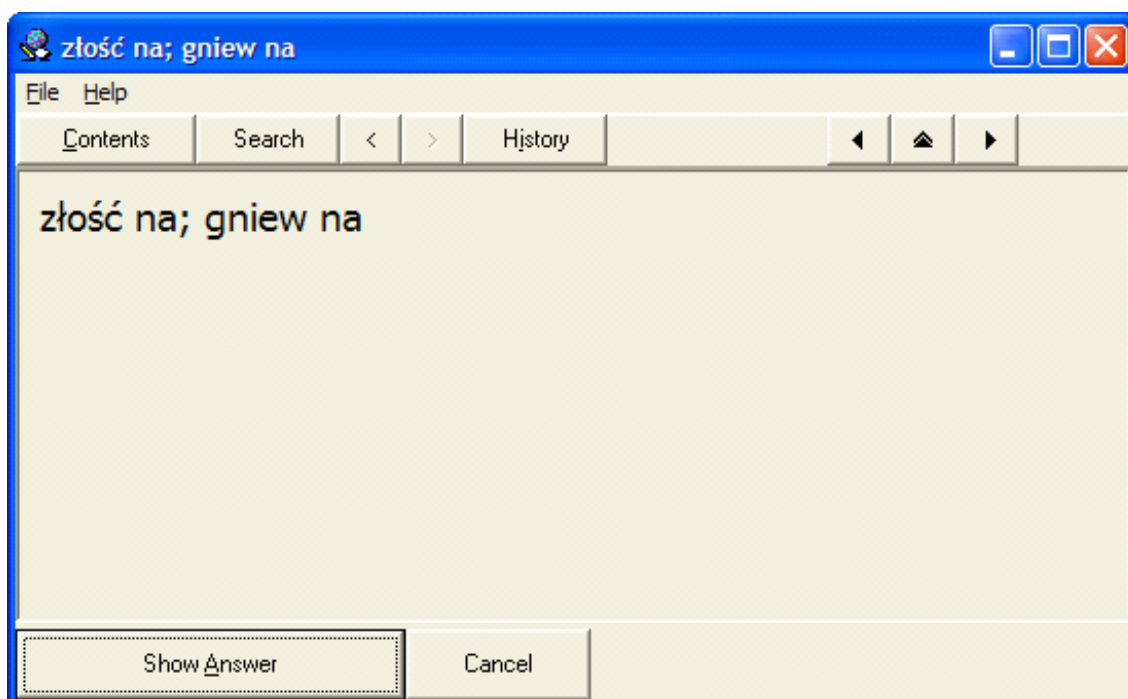 złość na; gniew na
File Help
Contents Search < > History
złość na; gniew na
Show Answer Cancel